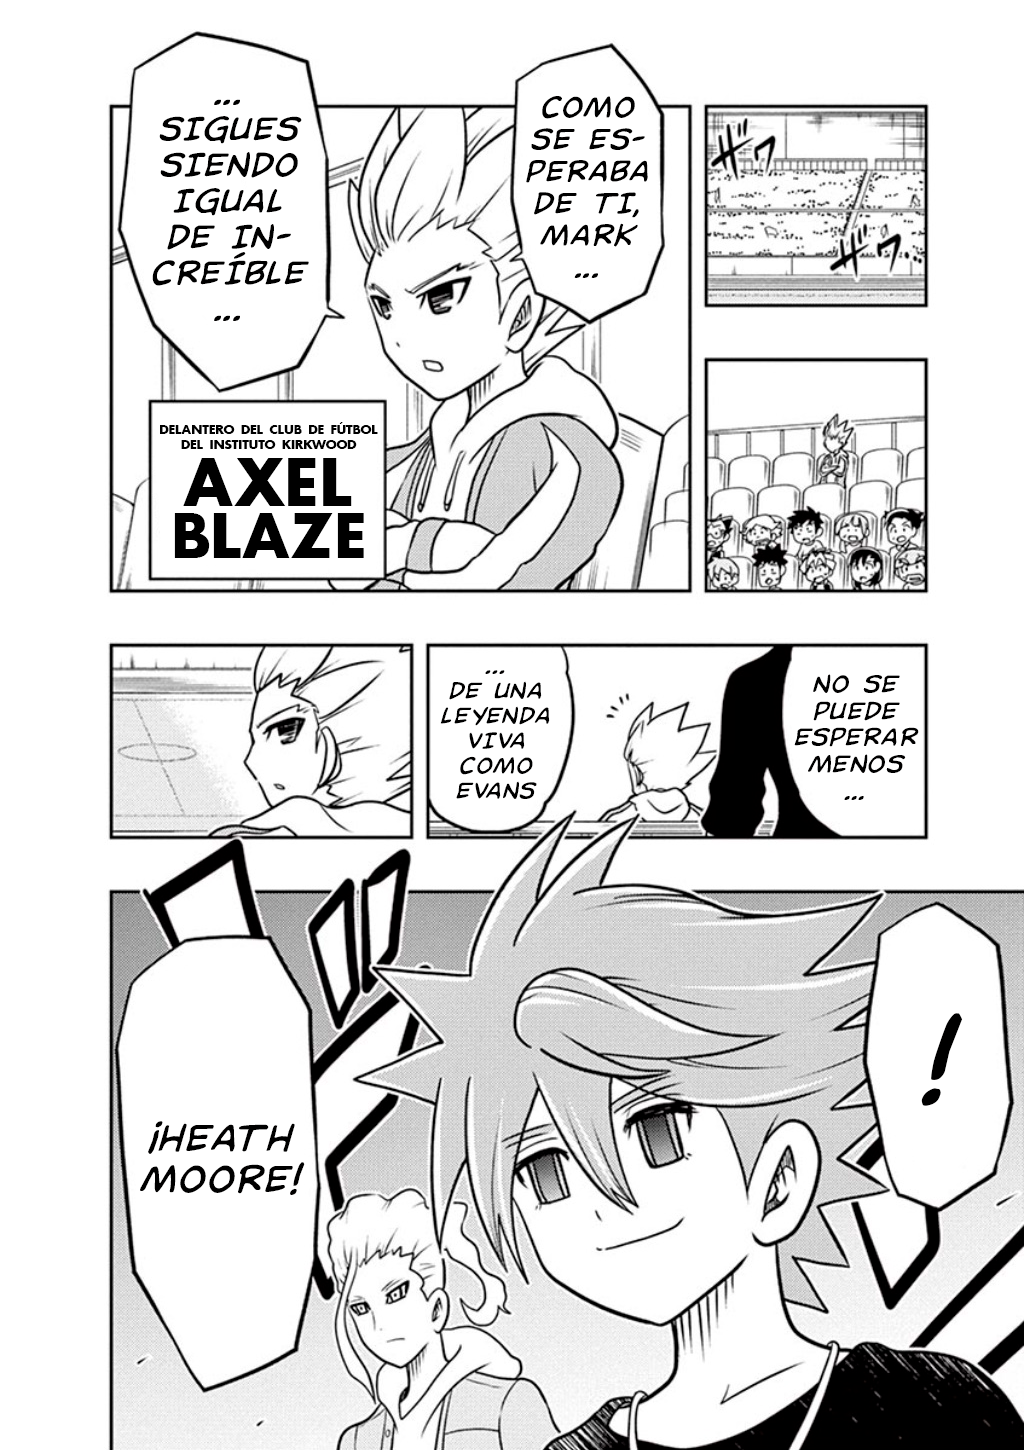 ザワ
ザワ...
COMO
SE ES-
PERABA
DE TI,
MARK
...
...
SIGUES
SIENDO
IGUAL
DE IN-
CREÍBLE
...
DELANTERO DEL CLUB DE FÚTBOL
DEL INSTITUTO KIRKWOOD
AXEL
BLAZE
NO SE
PUEDE
ESPERAR
MENOS
...
...
DE UNA
LEYENDA
VIVA
COMO
EVANS
!
¡HEATH
MOORE!